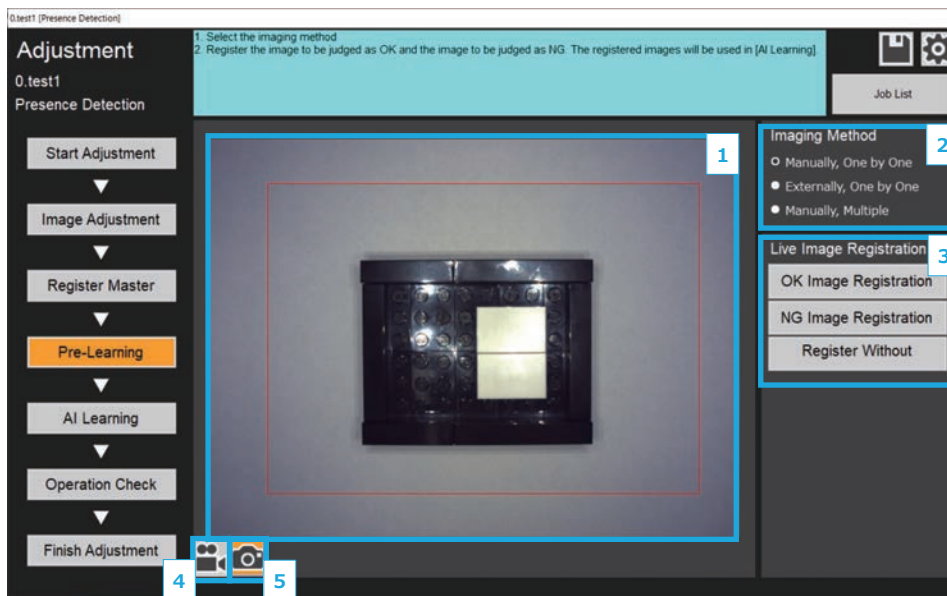 0.test1 [Presence Detection]
Adjustment
0.test1
Presence Detection
1. Select the imaging method
2. Register the image to be judged as OK and the image to be judged as NG. The registered images will be used in [AI Learning]
Job List
Start Adjustment
Image Adjustment
Register Master
Pre-Learning
AI Learning
Operation Check
Finish Adjustment
1
Imaging Method
2
Manually, One by One
Externally, One by One
Manually, Multiple
Live Image Registration
3
OK Image Registration
NG Image Registration
Register Without
4
5